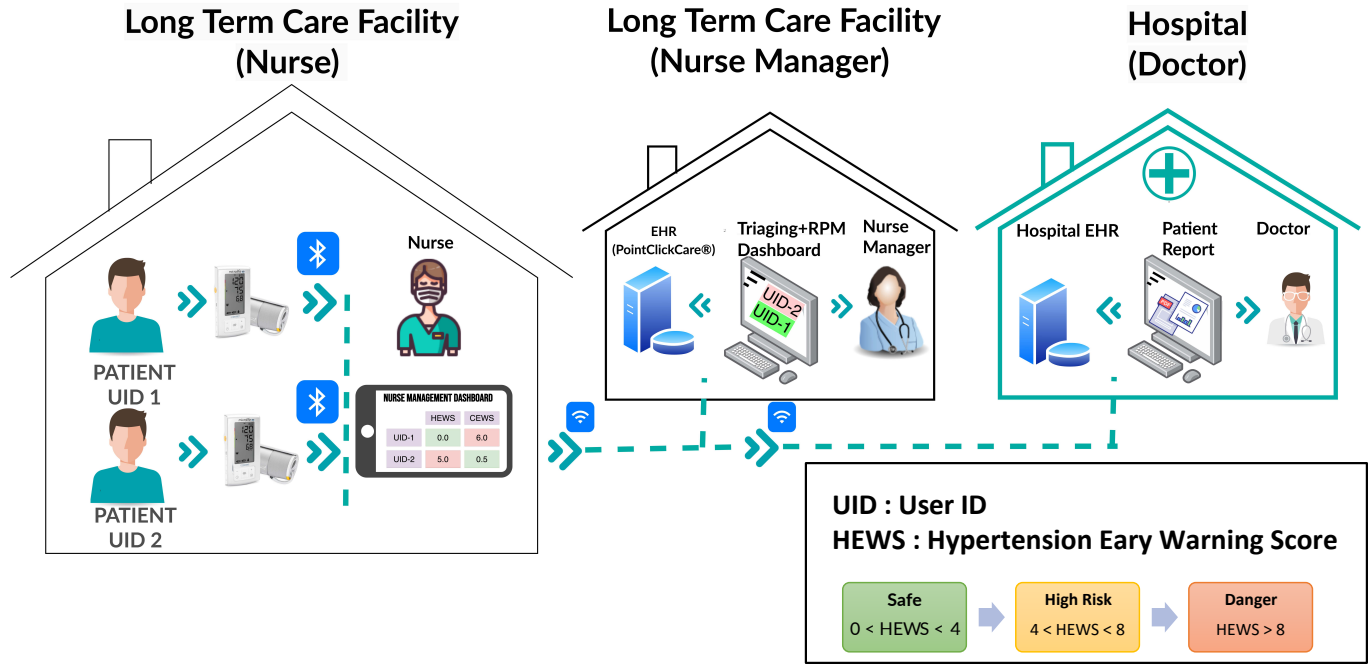 Long Term Care Facility
(Nurse)
Long Term Care Facility
(Nurse Manager)
Hospital
(Doctor)
Nurse
PATIENT
UID 1
PATIENT
UID 2
NURSE MANAGEMENT DASHBOARD
HEWS CEWS
UID-1 0.0 6.0
UID-2 5.0 0.5
EHR
(PointClickCare®)
Triaging+RPM
Dashboard
Nurse
Manager
UID-2
UID-1
Hospital EHR
Patient
Report
Doctor
PDF
UID : User ID
HEWS : Hypertension Eary Warning Score
Safe
0 < HEWS < 4
High Risk
4 < HEWS < 8
Danger
HEWS > 8